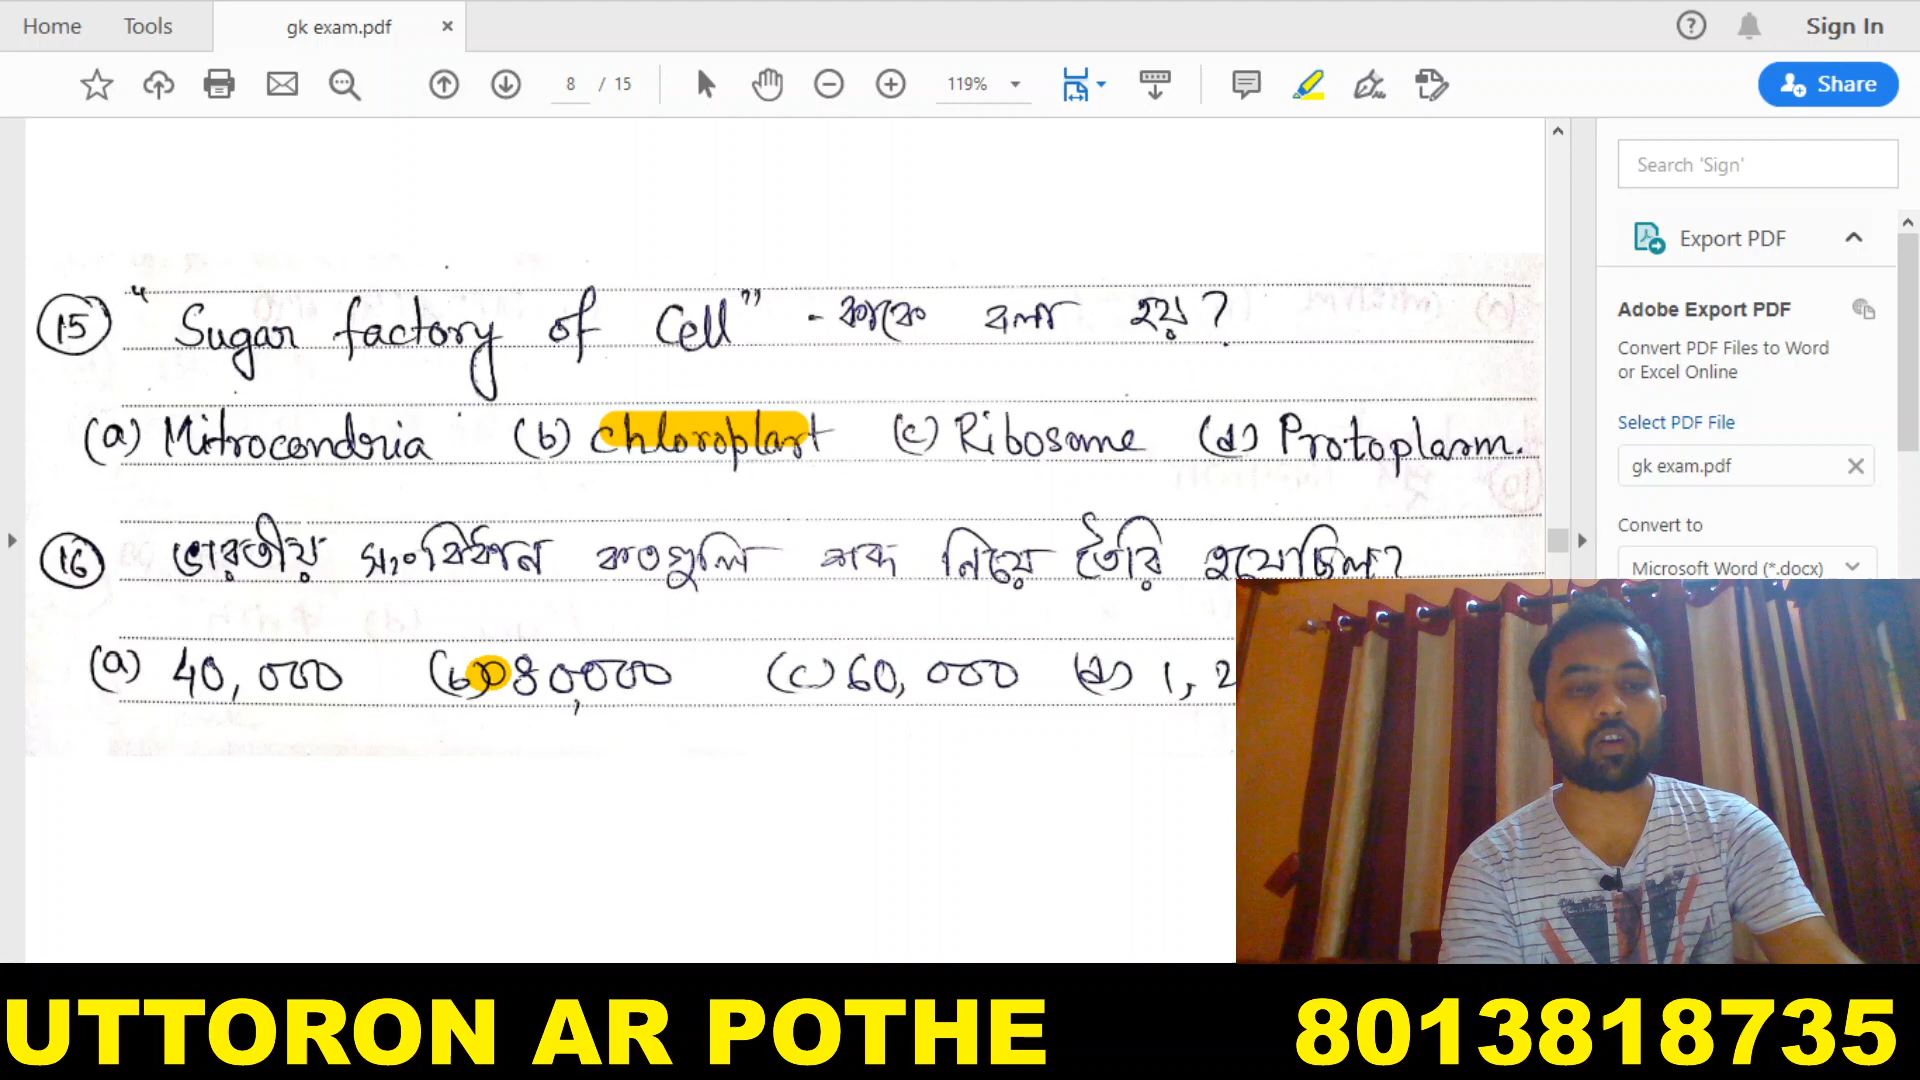 Home Tools gk exam.pdf × Sign In
8 / 15 119% Share
Search 'Sign'
Export PDF
Adobe Export PDF
Convert PDF Files to Word
or Excel Online
Select PDF File
gk exam.pdf
Convert to
Microsoft Word (*.docx)
15 "Sugar factory of Cell" - কাকে বলা হয়?
(a) Mitrocondria (b) chloroplast (c) Ribosome (d) Protoplasm.
16 ভারতীয় সংবিধান কতগুলি শব্দ নিয়ে তৈরি হয়েছিল?
(a) 40,000 (b) 80,000 (c) 60,000 (d) 1, 2
UTTORON AR POTHE 8013818735